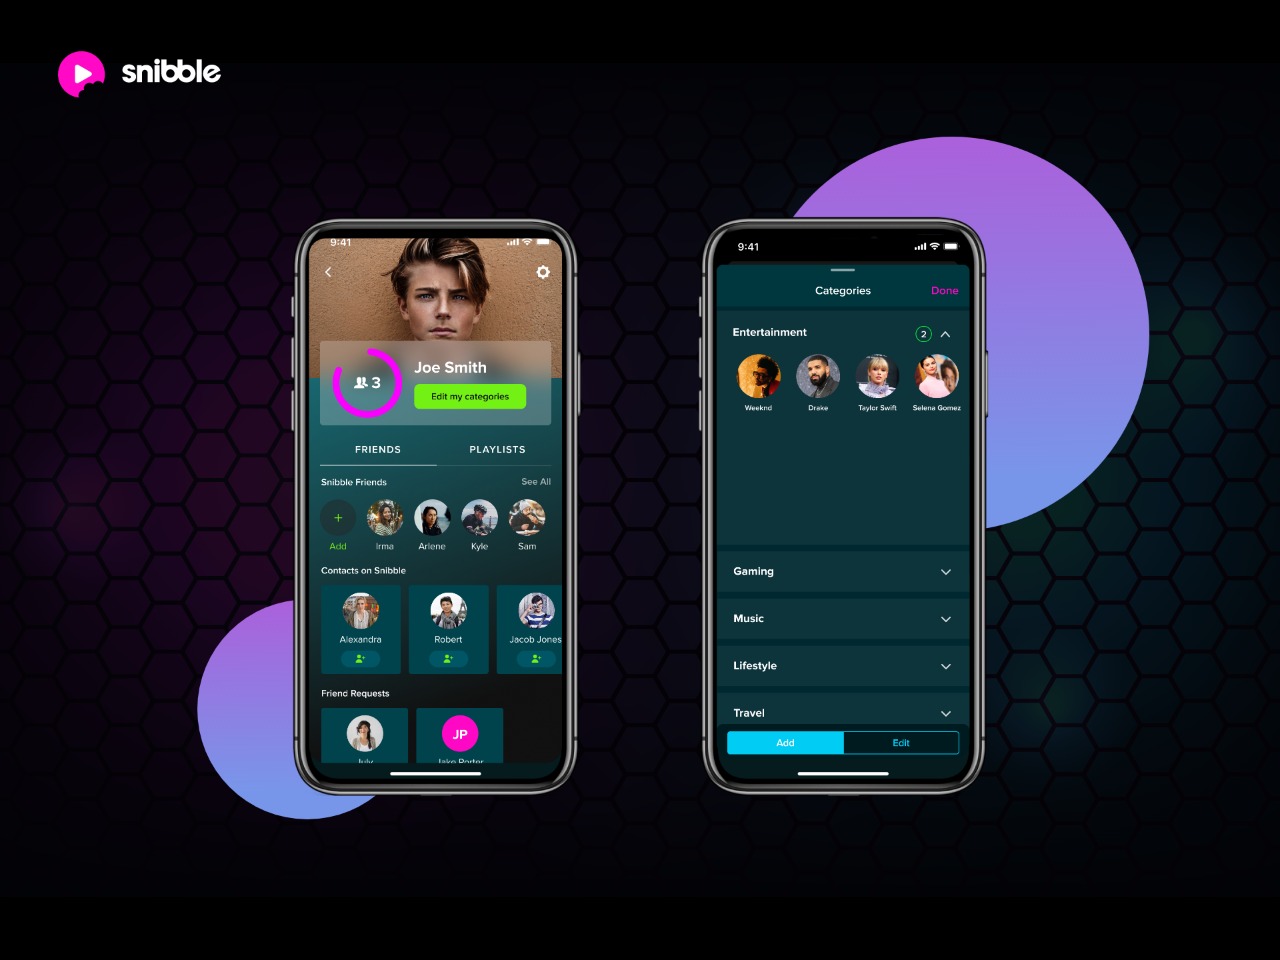 snibble
9:41
3
Joe Smith
Edit my categories
FRIENDS PLAYLISTS
Snibble Friends See All
Add Irma Arlene Kyle Sam
Contacts on Snibble
Alexandra Robert Jacob Jones
Friend Requests
JP
July Jake Porter
9:41
Categories Done
Entertainment 2
Weeknd Drake Taylor Swift Selena Gomez
Gaming
Music
Lifestyle
Travel
Add Edit